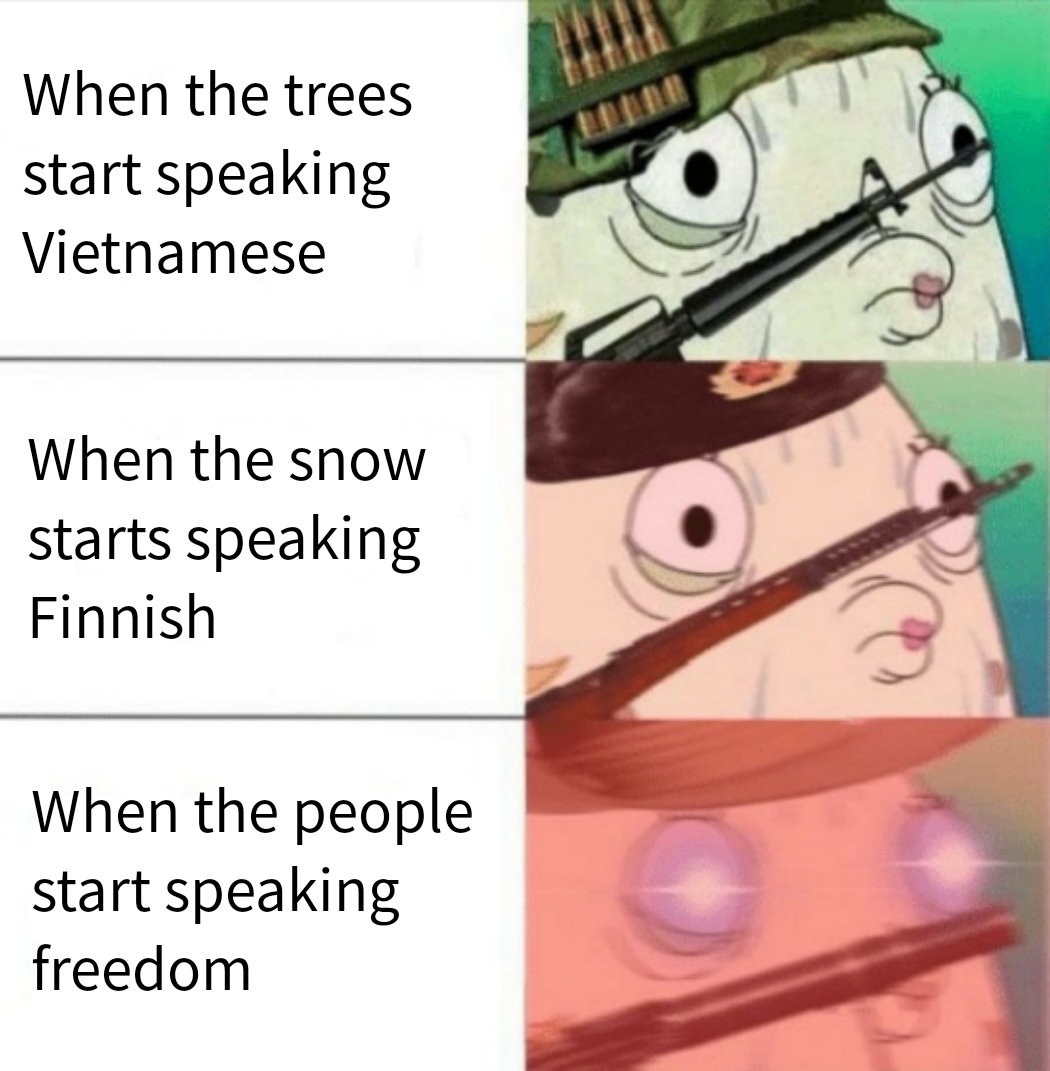 When the trees
start speaking
Vietnamese
When the snow
starts speaking
Finnish
When the people
start speaking
freedom